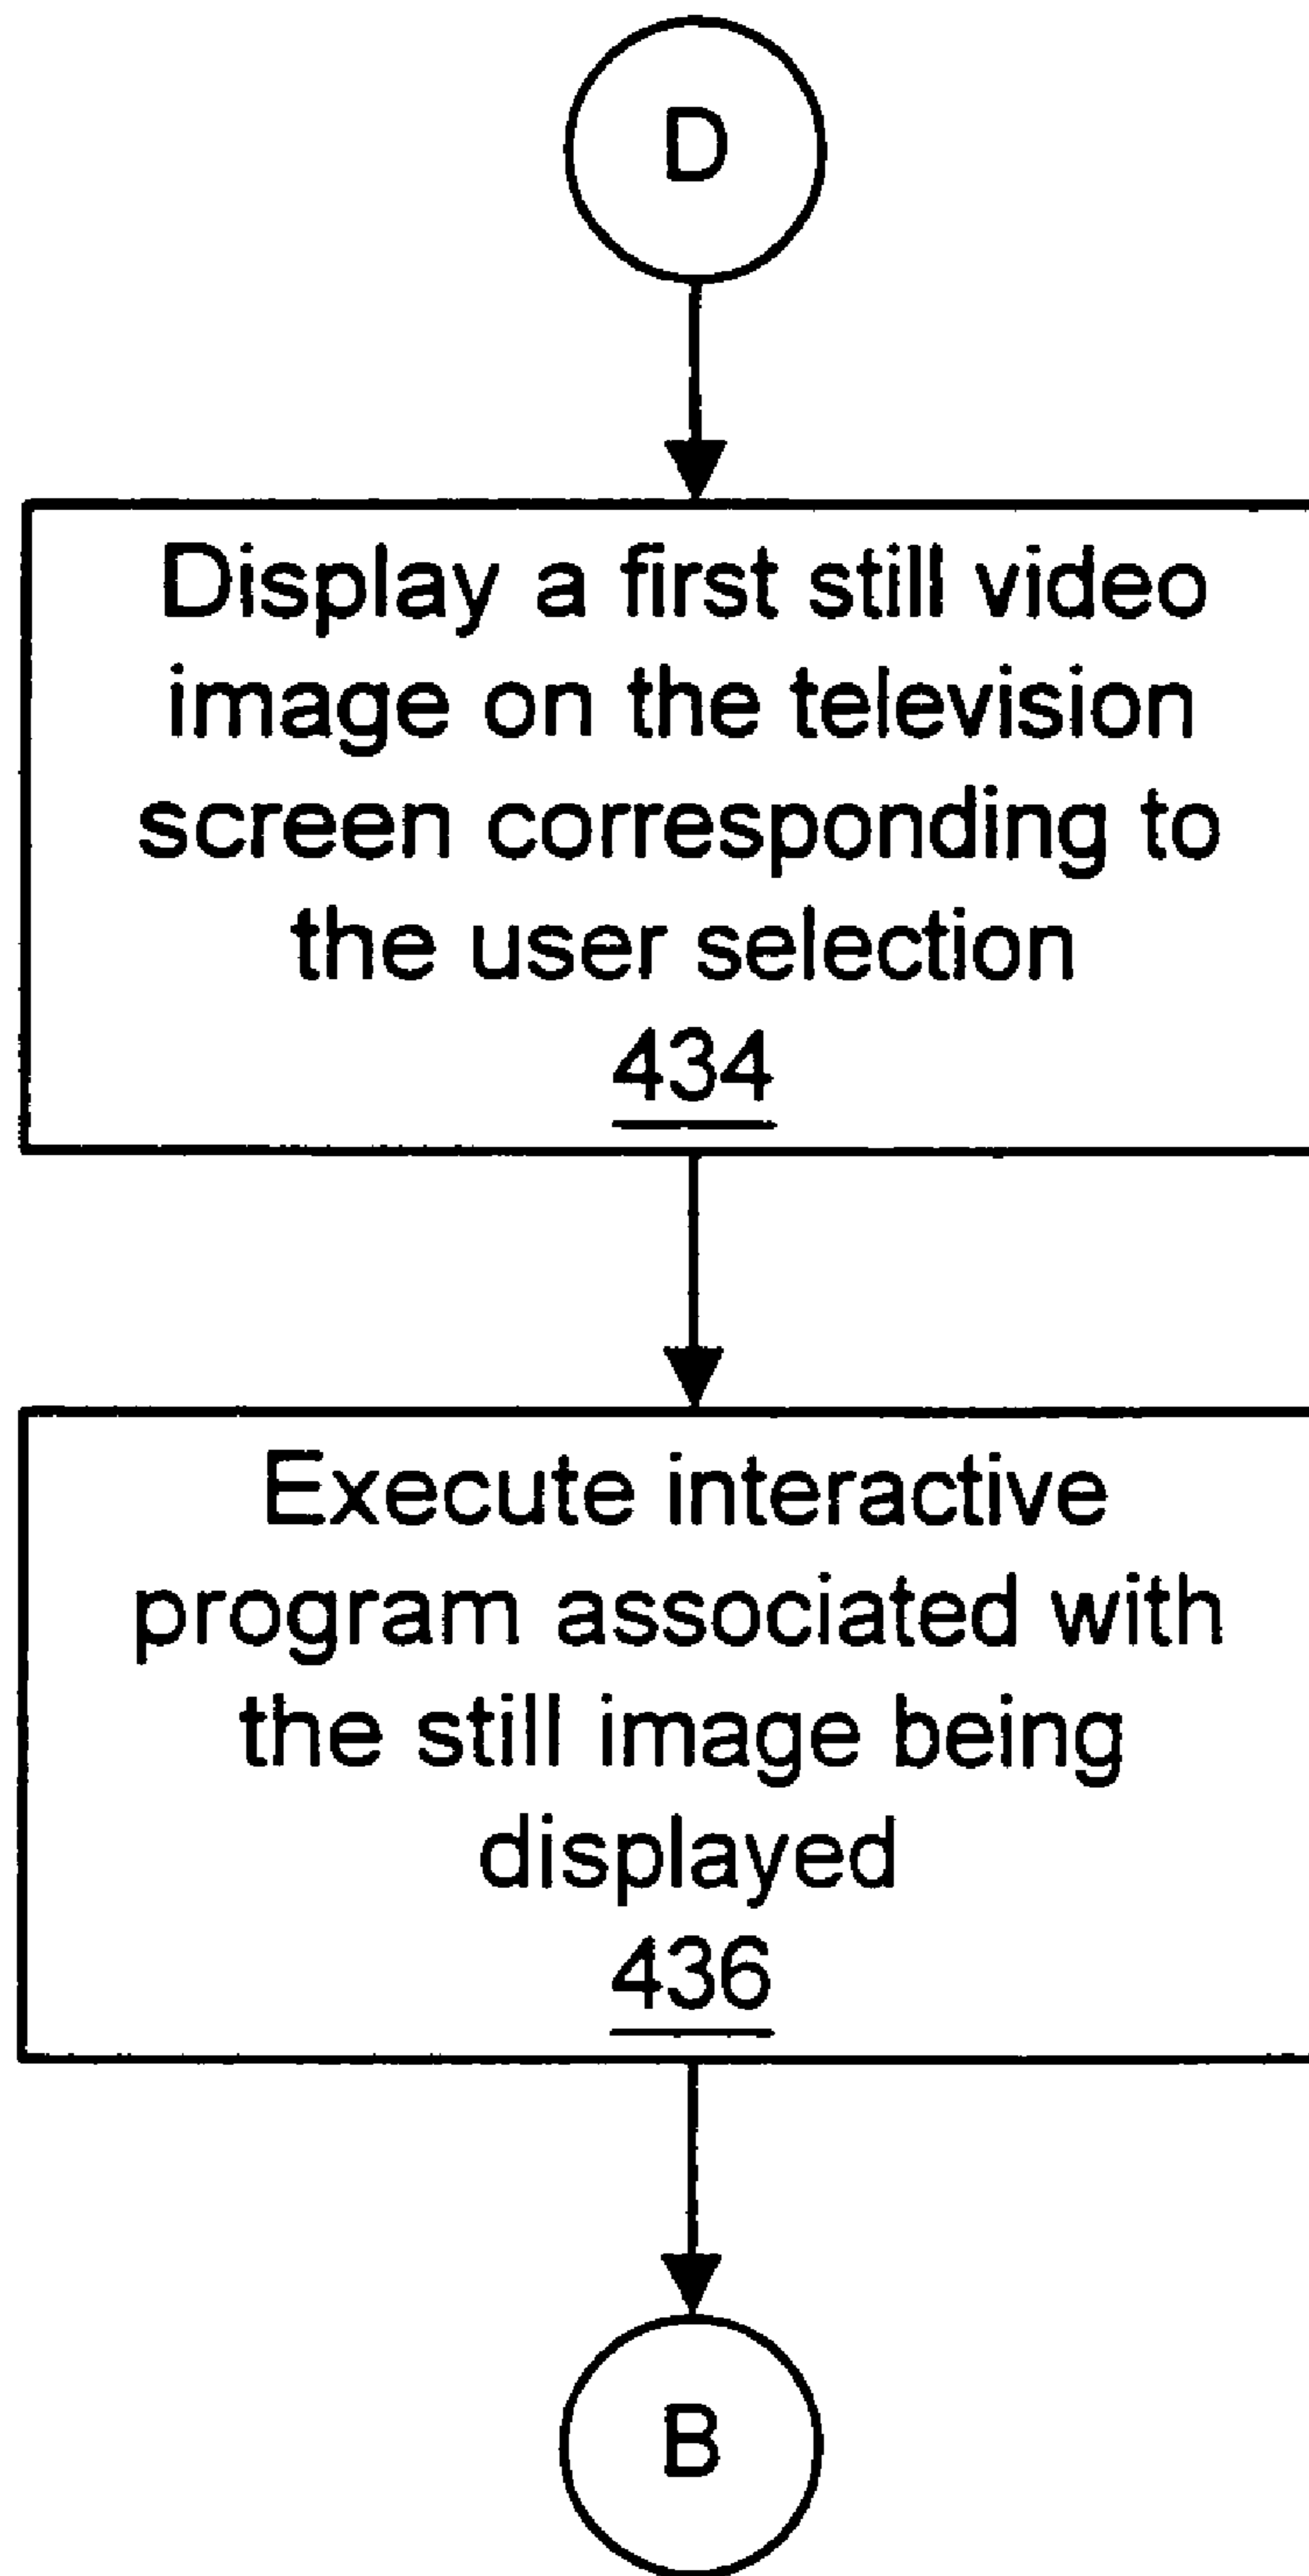 D
Display a first still video
image on the television
screen corresponding to
the user selection
434
Execute interactive
program associated with
the still image being
displayed
436
B